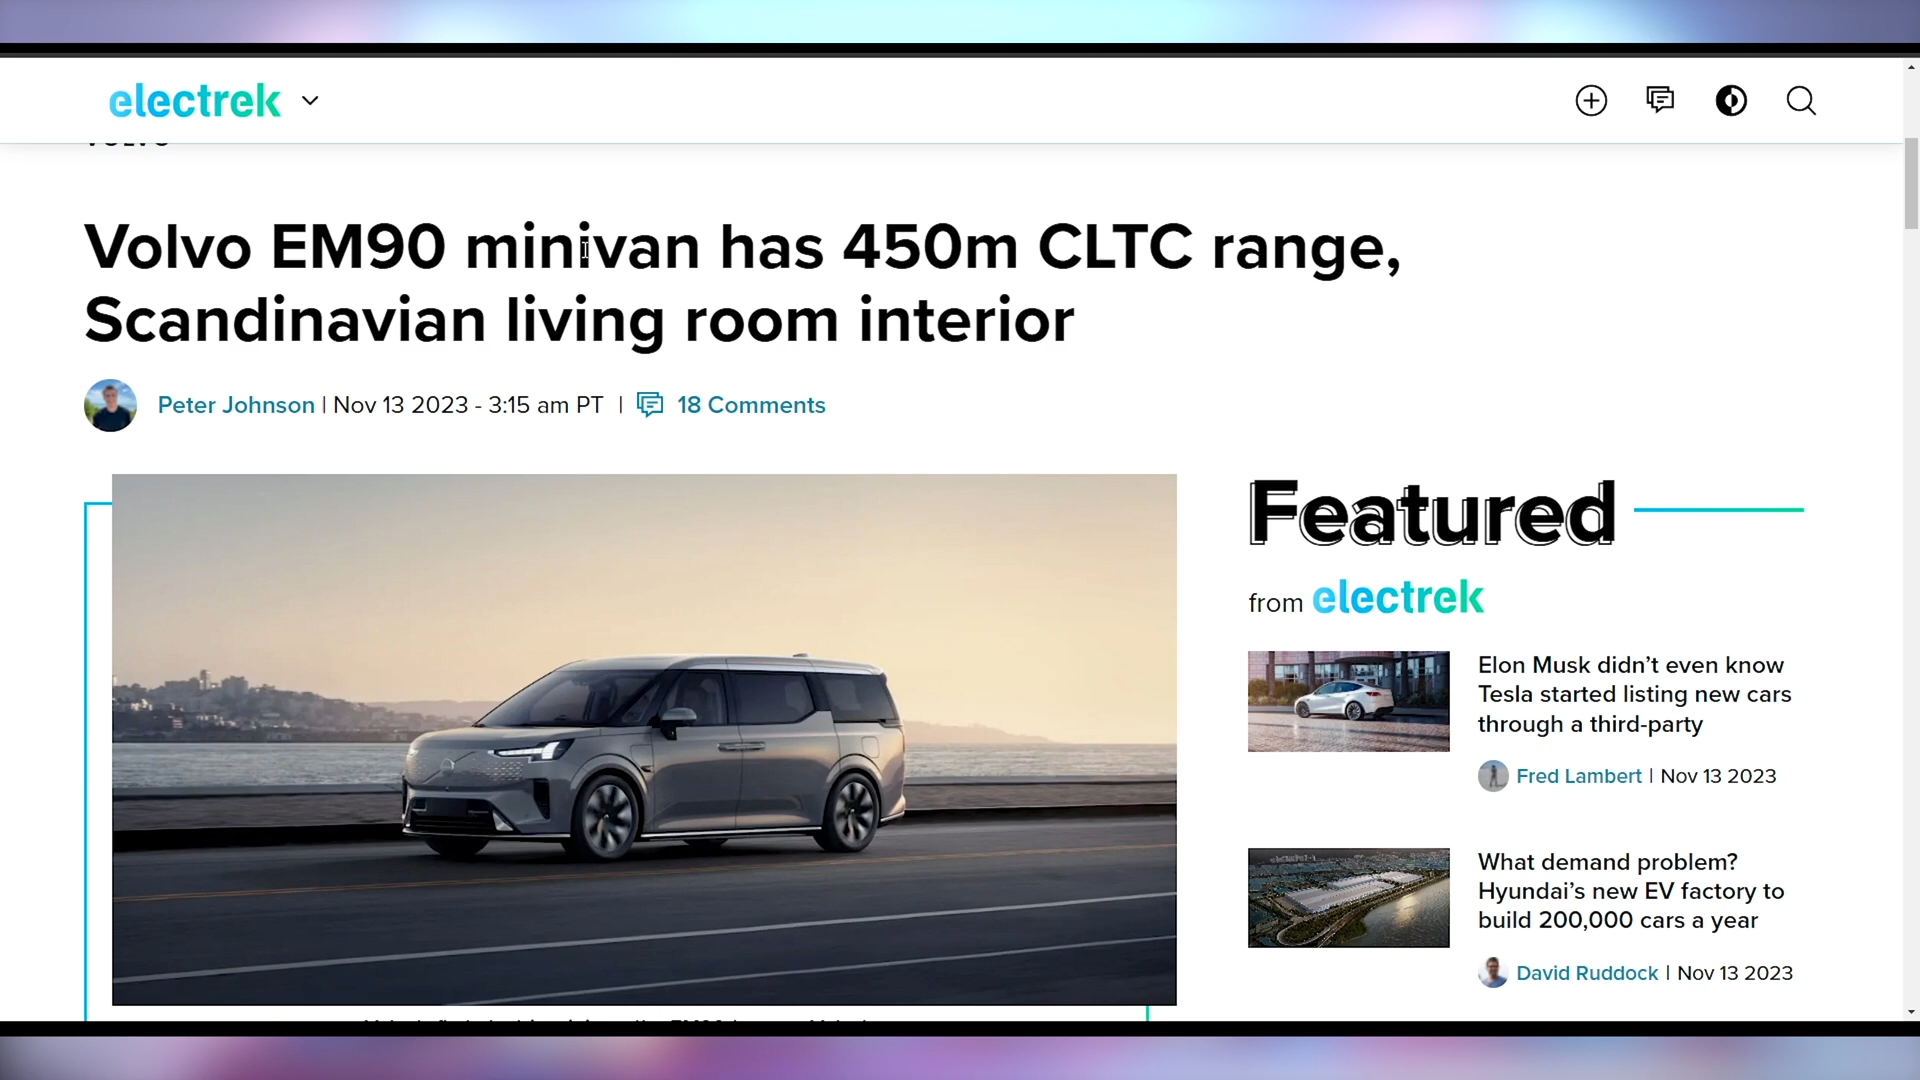 electrek
VOLVO
Volvo EM90 minivan has 450m CLTC range,
Scandinavian living room interior
Peter Johnson | Nov 13 2023 - 3:15 am PT | 18 Comments
Featured
from electrek
Elon Musk didn’t even know
Tesla started listing new cars
through a third-party
Fred Lambert | Nov 13 2023
What demand problem?
Hyundai’s new EV factory to
build 200,000 cars a year
David Ruddock | Nov 13 2023